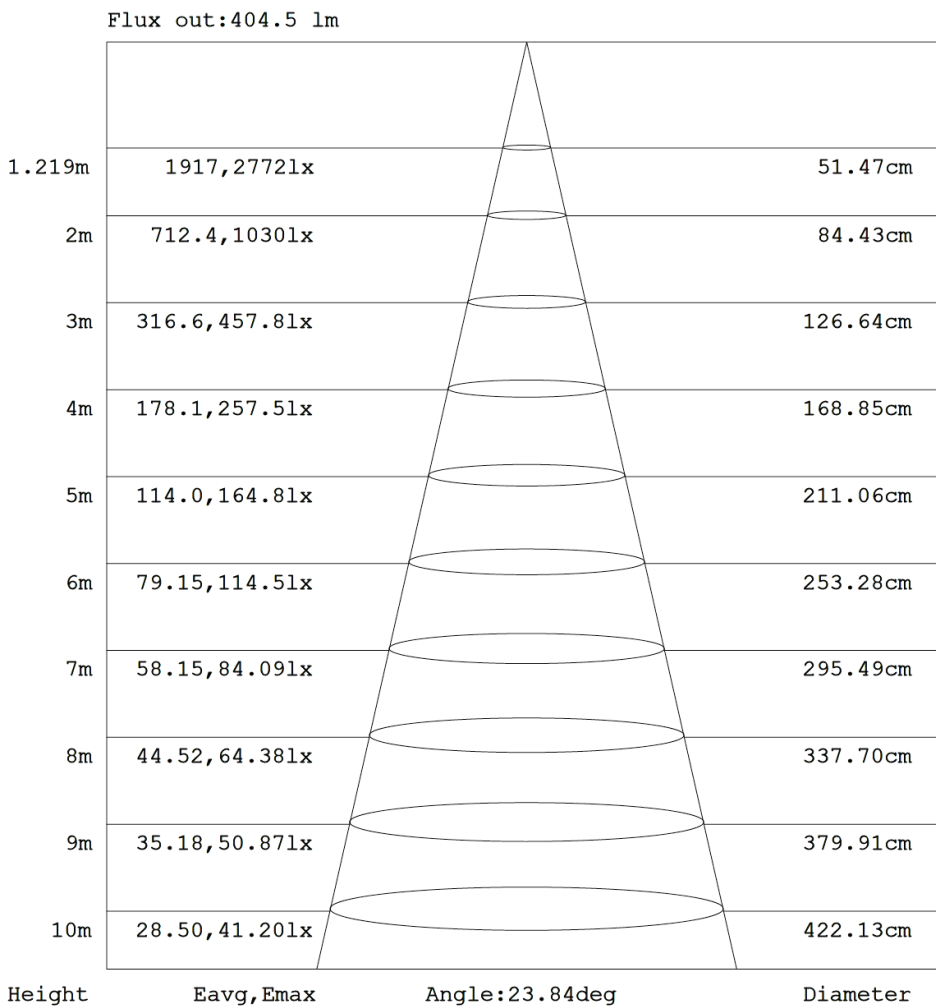 Flux out:404.5 lm
1.219m 1917,2772lx 51.47cm
2m 712.4,1030lx 84.43cm
3m 316.6,457.8lx 126.64cm
4m 178.1,257.5lx 168.85cm
5m 114.0,164.8lx 211.06cm
6m 79.15,114.5lx 253.28cm
7m 58.15,84.09lx 295.49cm
8m 44.52,64.38lx 337.70cm
9m 35.18,50.87lx 379.91cm
10m 28.50,41.20lx 422.13cm
Height Eavg,Emax Angle:23.84deg Diameter